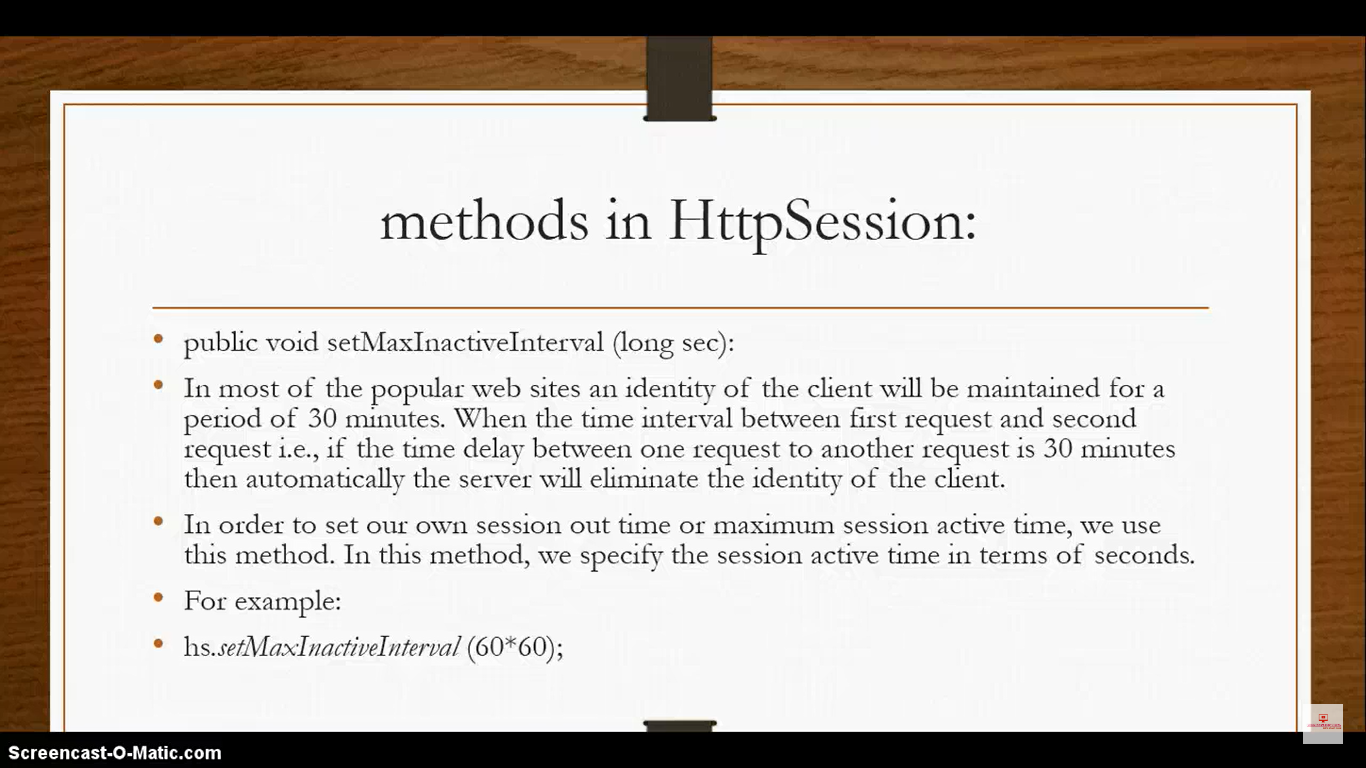 methods in HttpSession:
• public void setMaxInactiveInterval (long sec):
• In most of the popular web sites an identity of the client will be maintained for a
period of 30 minutes. When the time interval between first request and second
request i.e., if the time delay between one request to another request is 30 minutes
then automatically the server will eliminate the identity of the client.
• In order to set our own session out time or maximum session active time, we use
this method. In this method, we specify the session active time in terms of seconds.
• For example:
• hs.setMaxInactiveInterval (60*60);
Screencast-O-Matic.com